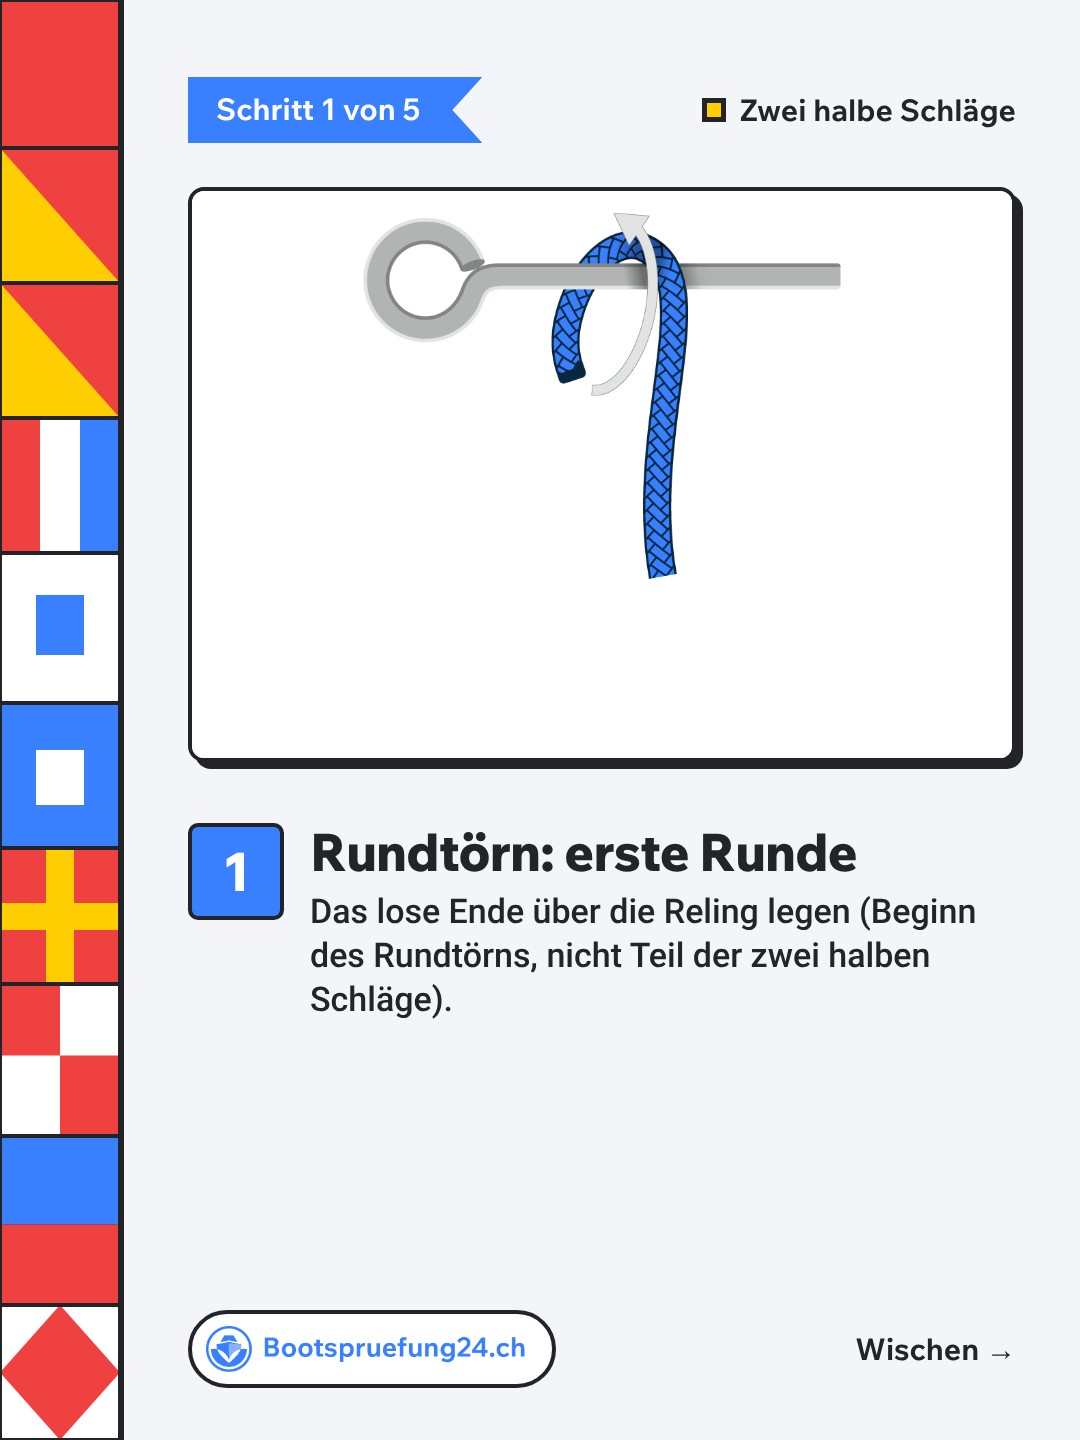 Schritt 1 von 5
Zwei halbe Schläge
1
Rundtörn: erste Runde
Das lose Ende über die Reling legen (Beginn
des Rundtörns, nicht Teil der zwei halben
Schläge).
Bootspruefung24.ch
Wischen →